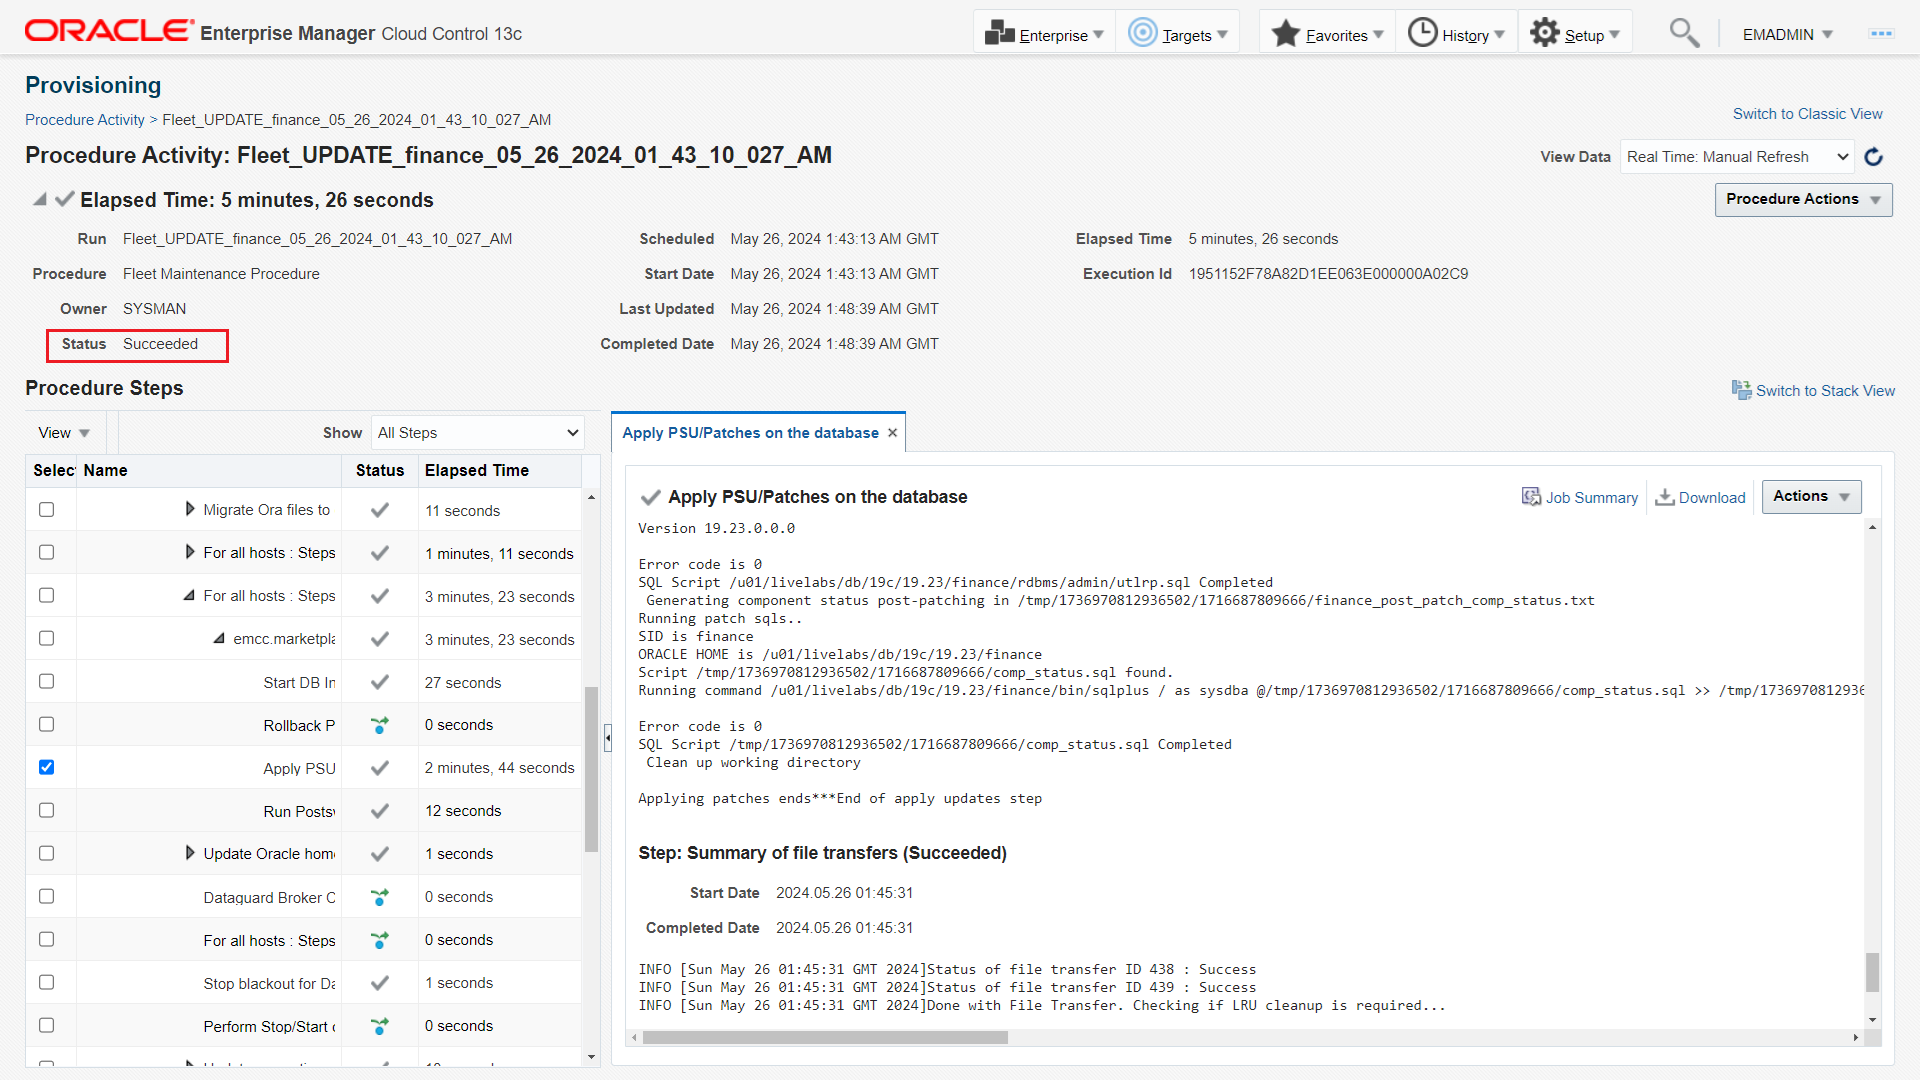 ORACLE Enterprise Manager Cloud Control 13c
Enterprise
Targets
Favorites
History
Setup
EMADMIN
Provisioning
Procedure Activity > Fleet_UPDATE_finance_05_26_2024_01_43_10_027_AM
Switch to Classic View
Procedure Activity: Fleet_UPDATE_finance_05_26_2024_01_43_10_027_AM
View Data Real Time: Manual Refresh
Elapsed Time: 5 minutes, 26 seconds
Procedure Actions
Run Fleet_UPDATE_finance_05_26_2024_01_43_10_027_AM
Procedure Fleet Maintenance Procedure
Owner SYSMAN
Status Succeeded
Scheduled May 26, 2024 1:43:13 AM GMT
Start Date May 26, 2024 1:43:13 AM GMT
Last Updated May 26, 2024 1:48:39 AM GMT
Completed Date May 26, 2024 1:48:39 AM GMT
Elapsed Time 5 minutes, 26 seconds
Execution Id 1951152F78A82D1EE063E000000A02C9
Procedure Steps
Switch to Stack View
View
Show All Steps
Selec Name Status Elapsed Time
Migrate Ora files to 11 seconds
For all hosts : Steps 1 minutes, 11 seconds
For all hosts : Steps 3 minutes, 23 seconds
emcc.marketpla 3 minutes, 23 seconds
Start DB In 27 seconds
Rollback P 0 seconds
Apply PSU 2 minutes, 44 seconds
Run Posts 12 seconds
Update Oracle hom 1 seconds
Dataguard Broker C 0 seconds
For all hosts : Steps 0 seconds
Stop blackout for Da 1 seconds
Perform Stop/Start 0 seconds
Apply PSU/Patches on the database
Apply PSU/Patches on the database
Job Summary
Download
Actions
Version 19.23.0.0.0
Error code is 0
SQL Script /u01/livelabs/db/19c/19.23/finance/rdbms/admin/utlrp.sql Completed
Generating component status post-patching in /tmp/1736970812936502/1716687809666/finance_post_patch_comp_status.txt
Running patch sqls..
SID is finance
ORACLE HOME is /u01/livelabs/db/19c/19.23/finance
Script /tmp/1736970812936502/1716687809666/comp_status.sql found.
Running command /u01/livelabs/db/19c/19.23/finance/bin/sqlplus / as sysdba @/tmp/1736970812936502/1716687809666/comp_status.sql >> /tmp/1736970812936
Error code is 0
SQL Script /tmp/1736970812936502/1716687809666/comp_status.sql Completed
Clean up working directory
Applying patches ends***End of apply updates step
Step: Summary of file transfers (Succeeded)
Start Date 2024.05.26 01:45:31
Completed Date 2024.05.26 01:45:31
INFO [Sun May 26 01:45:31 GMT 2024]Status of file transfer ID 438 : Success
INFO [Sun May 26 01:45:31 GMT 2024]Status of file transfer ID 439 : Success
INFO [Sun May 26 01:45:31 GMT 2024]Done with File Transfer. Checking if LRU cleanup is required...